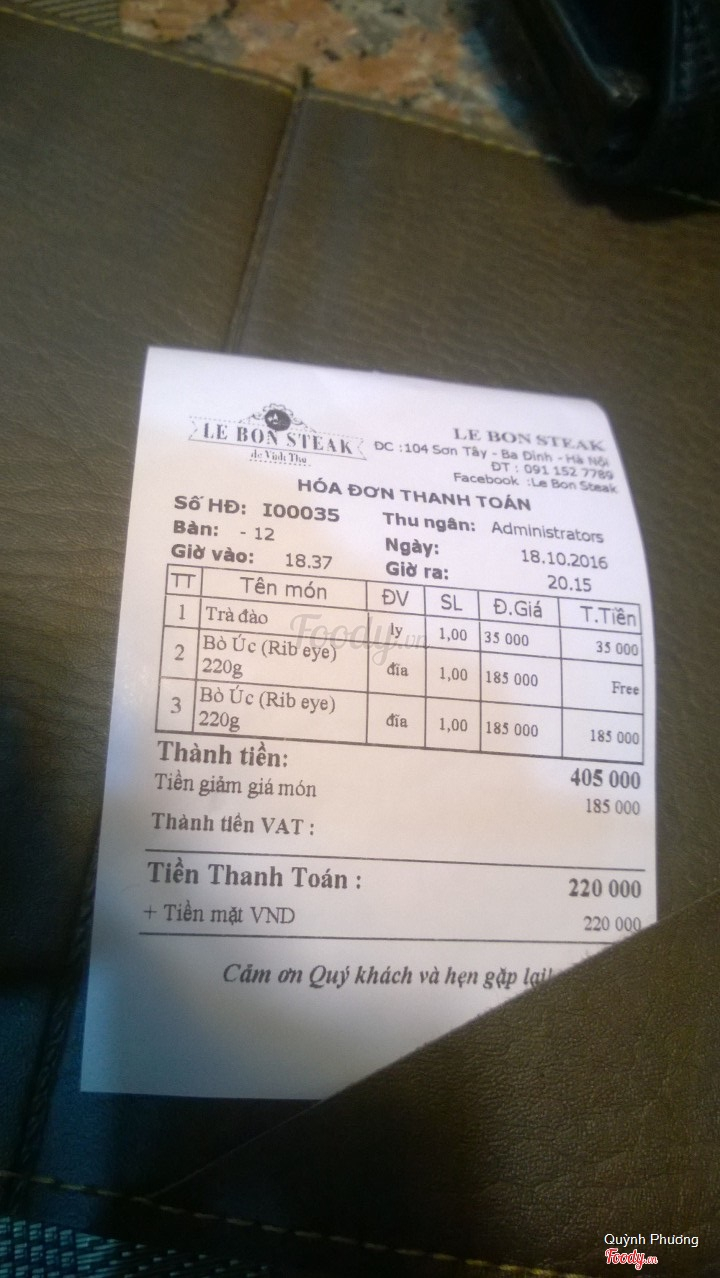 LE BON STEAK
de Vinh Thu
LE BON STEAK
ĐC :104 Sơn Tây - Ba Đình - Hà Nội
ĐT : 091 152 7789
Facebook :Le Bon Steak
HÓA ĐƠN THANH TOÁN
Số HĐ: I00035 Thu ngân: Administrators
Bàn: - 12 Ngày: 18.10.2016
Giờ vào: 18.37 Giờ ra: 20.15
TT Tên món ĐV SL Đ.Giá T.Tiền
1 Trà đào ly 1,00 35 000 35 000
2 Bò Úc (Rib eye) 220g đĩa 1,00 185 000 Free
3 Bò Úc (Rib eye) 220g đĩa 1,00 185 000 185 000
Thành tiền: 405 000
Tiền giảm giá món 185 000
Thành tiền VAT :
Tiền Thanh Toán : 220 000
+ Tiền mặt VND 220 000
Cảm ơn Quý khách và hẹn gặp lại!
Foody.vn
Quỳnh Phương
Foody.vn